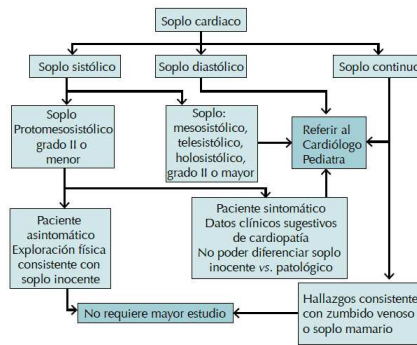 Soplo cardiaco
Soplo sistólico
Soplo diastólico
Soplo continuo
Soplo
Protomesosistólico
grado II o
menor
Soplo:
mesosistólico,
telesistólico,
holosistólico,
grado II o mayor
Referir al
Cardiólogo
Pediatra
Paciente
asintomático
Exploración física
consistente con
soplo inocente
Paciente sintomático
Datos clínicos sugestivos
de cardiopatía
No poder diferenciar soplo
inocente vs. patológico
No requiere mayor estudio
Hallazgos consistente
con zumbido venoso
o soplo mamario